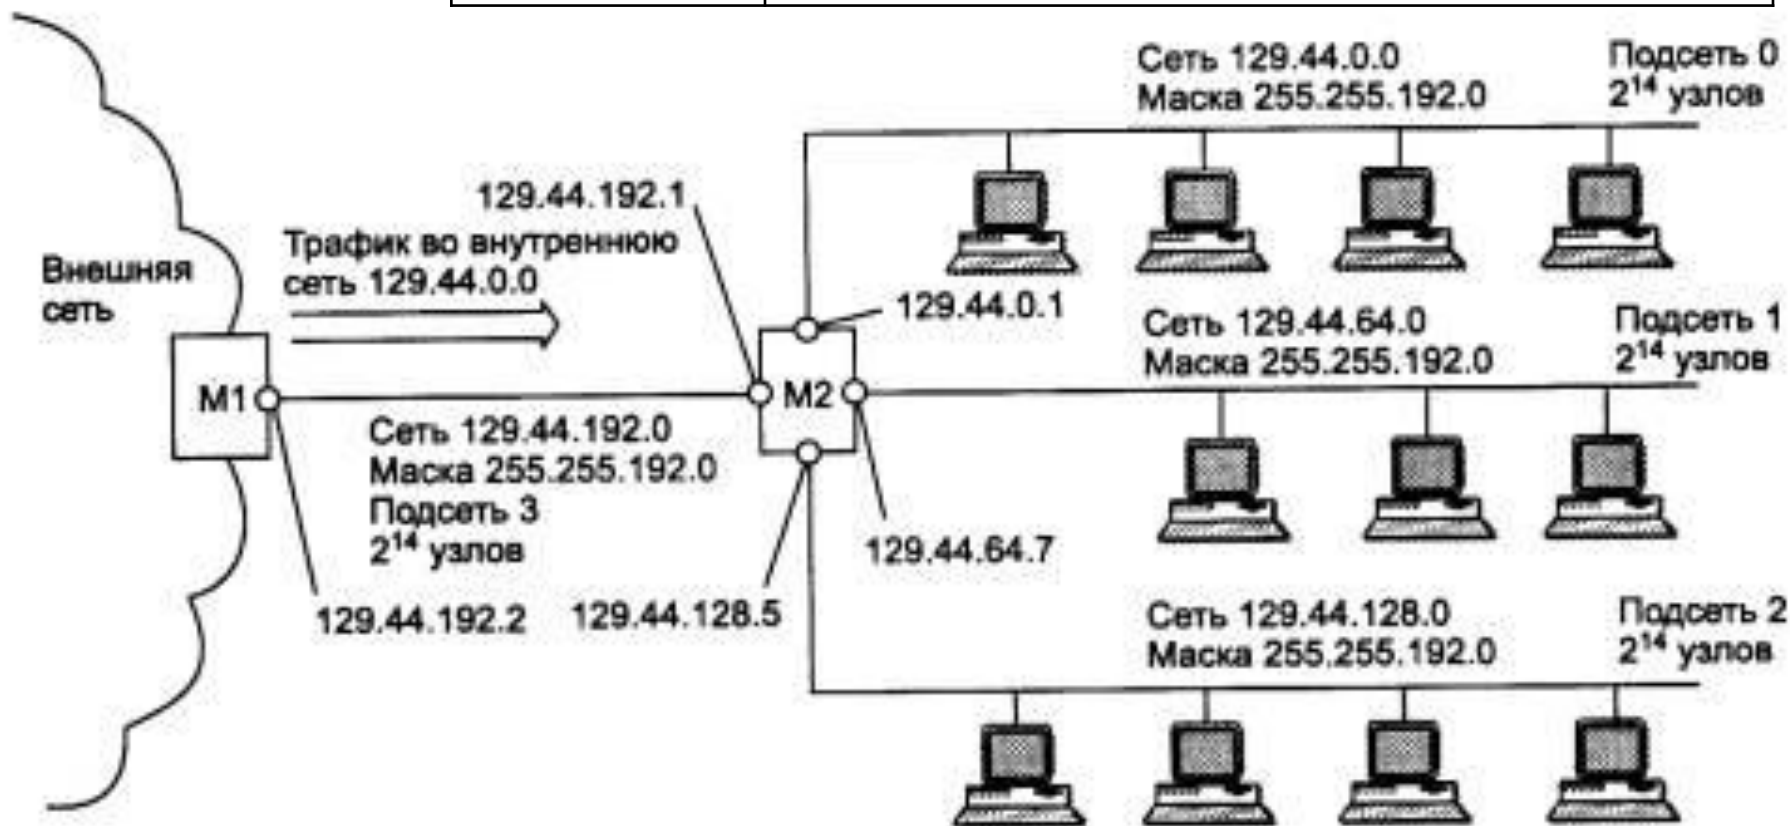 Сеть 129.44.0.0
Маска 255.255.192.0
Подсеть 0
2¹⁴ узлов
129.44.192.1
Трафик во внутреннюю
сеть 129.44.0.0
Внешняя
сеть
129.44.0.1
Сеть 129.44.64.0
Маска 255.255.192.0
Подсеть 1
2¹⁴ узлов
М1
М2
Сеть 129.44.192.0
Маска 255.255.192.0
Подсеть 3
2¹⁴ узлов
129.44.64.7
129.44.192.2
129.44.128.5
Сеть 129.44.128.0
Маска 255.255.192.0
Подсеть 2
2¹⁴ узлов